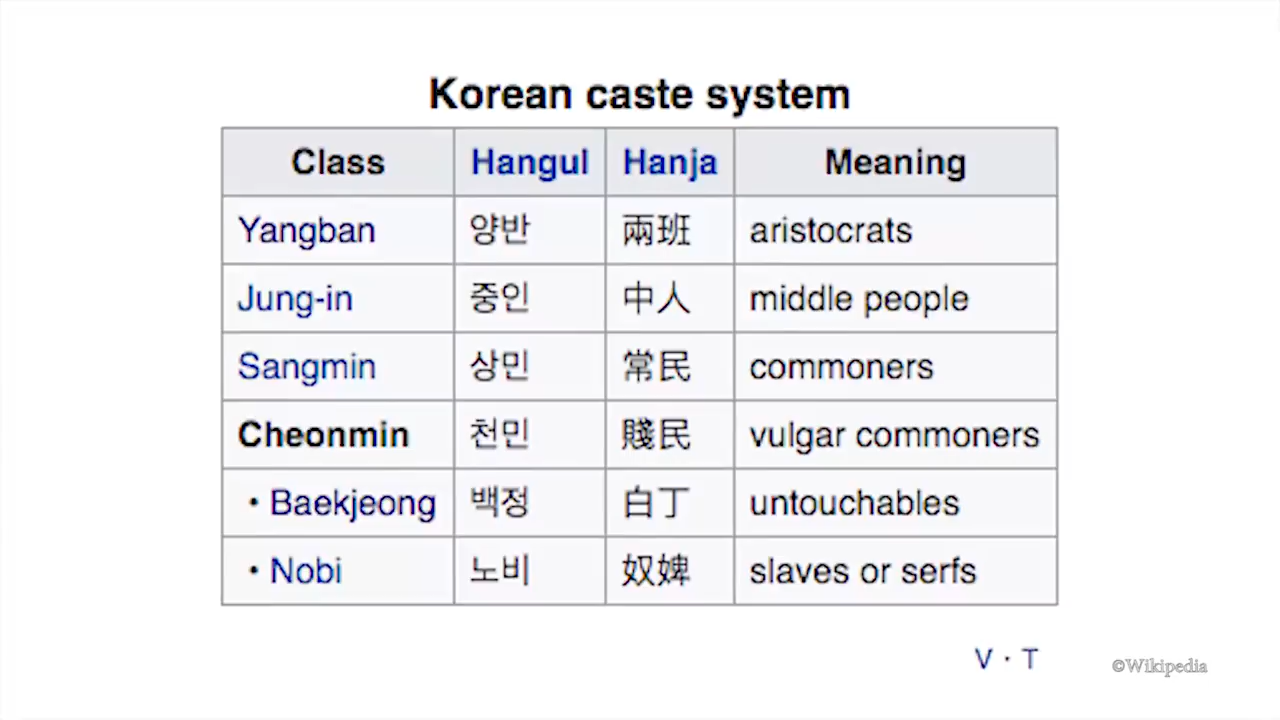 Korean caste system
Class Hangul Hanja Meaning
Yangban 양반 兩班 aristocrats
Jung-in 중인 中人 middle people
Sangmin 상민 常民 commoners
Cheonmin 천민 賤民 vulgar commoners
• Baekjeong 백정 白丁 untouchables
• Nobi 노비 奴婢 slaves or serfs
V · T
©Wikipedia